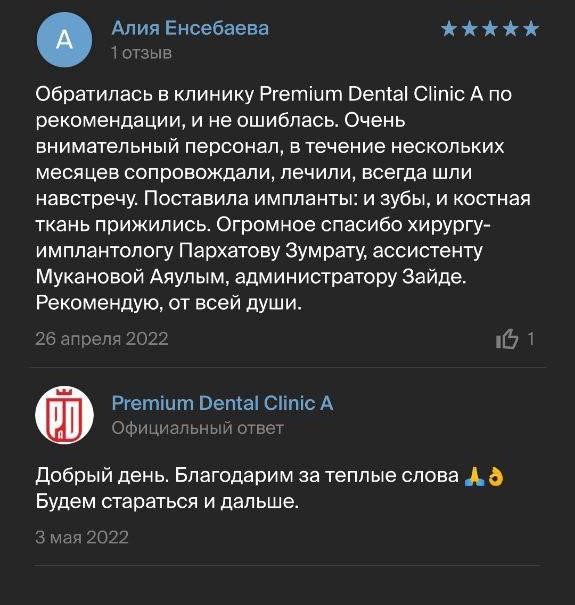 А
Алия Енсебаева
1 отзыв
Обратилась в клинику Premium Dental Clinic A по
рекомендации, и не ошиблась. Очень
внимательный персонал, в течение нескольких
месяцев сопровождали, лечили, всегда шли
навстречу. Поставила импланты: и зубы, и костная
ткань прижились. Огромное спасибо хирургу-
имплантологу Пархатову Зумрату, ассистенту
Мукановой Аяулым, администратору Зайде.
Рекомендую, от всей души.
26 апреля 2022
1
PD
Premium Dental Clinic A
Официальный ответ
Добрый день. Благодарим за теплые слова 🙏👌
Будем стараться и дальше.
3 мая 2022